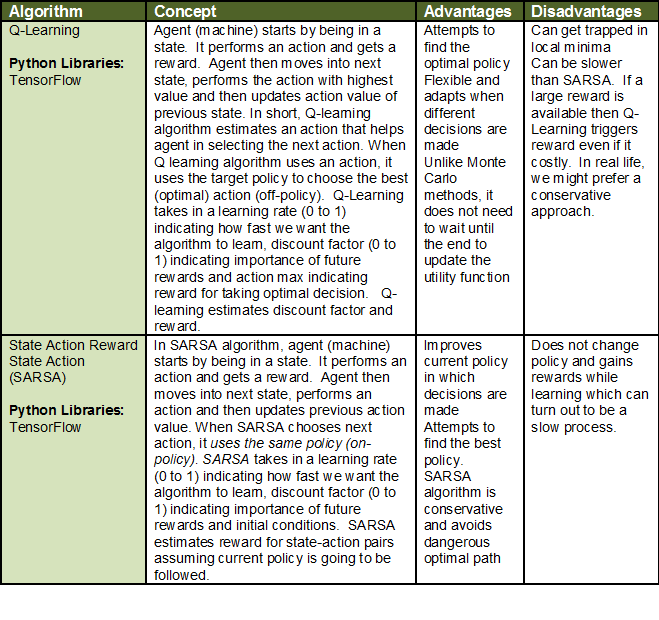 Algorithm
Concept
Advantages
Disadvantages
Q-Learning
Python Libraries:
TensorFlow
Agent (machine) starts by being in a
state.  It performs an action and gets a
reward.  Agent then moves into next
state, performs the action with highest
value and then updates action value of
previous state. In short, Q-learning
algorithm estimates an action that helps
agent in selecting the next action. When
Q learning algorithm uses an action, it
uses the target policy to choose the best
(optimal) action (off-policy).  Q-Learning
takes in a learning rate (0 to 1)
indicating how fast we want the
algorithm to learn, discount factor (0 to
1) indicating importance of future
rewards and action max indicating
reward for taking optimal decision.   Q-
learning estimates discount factor and
reward.
Attempts to
find the
optimal policy
Flexible and
adapts when
different
decisions are
made
Unlike Monte
Carlo
methods, it
does not need
to wait until
the end to
update the
utility function
Can get trapped in
local minima
Can be slower
than SARSA.  If a
large reward is
available then Q-
Learning triggers
reward even if it
costly.  In real life,
we might prefer a
conservative
approach.
State Action Reward
State Action
(SARSA)
Python Libraries:
TensorFlow
In SARSA algorithm, agent (machine)
starts by being in a state.  It performs an
action and gets a reward.  Agent then
moves into next state, performs an
action and then updates previous action
value. When SARSA chooses next
action, it uses the same policy (on-
policy). SARSA takes in a learning rate
(0 to 1) indicating how fast we want the
algorithm to learn, discount factor (0 to
1) indicating importance of future
rewards and initial conditions.  SARSA
estimates reward for state-action pairs
assuming current policy is going to be
followed.
Improves
current policy
in which
decisions are
made
Attempts to
find the best
policy.
SARSA
algorithm is
conservative
and avoids
dangerous
optimal path
Does not change
policy and gains
rewards while
learning which can
turn out to be a
slow process.